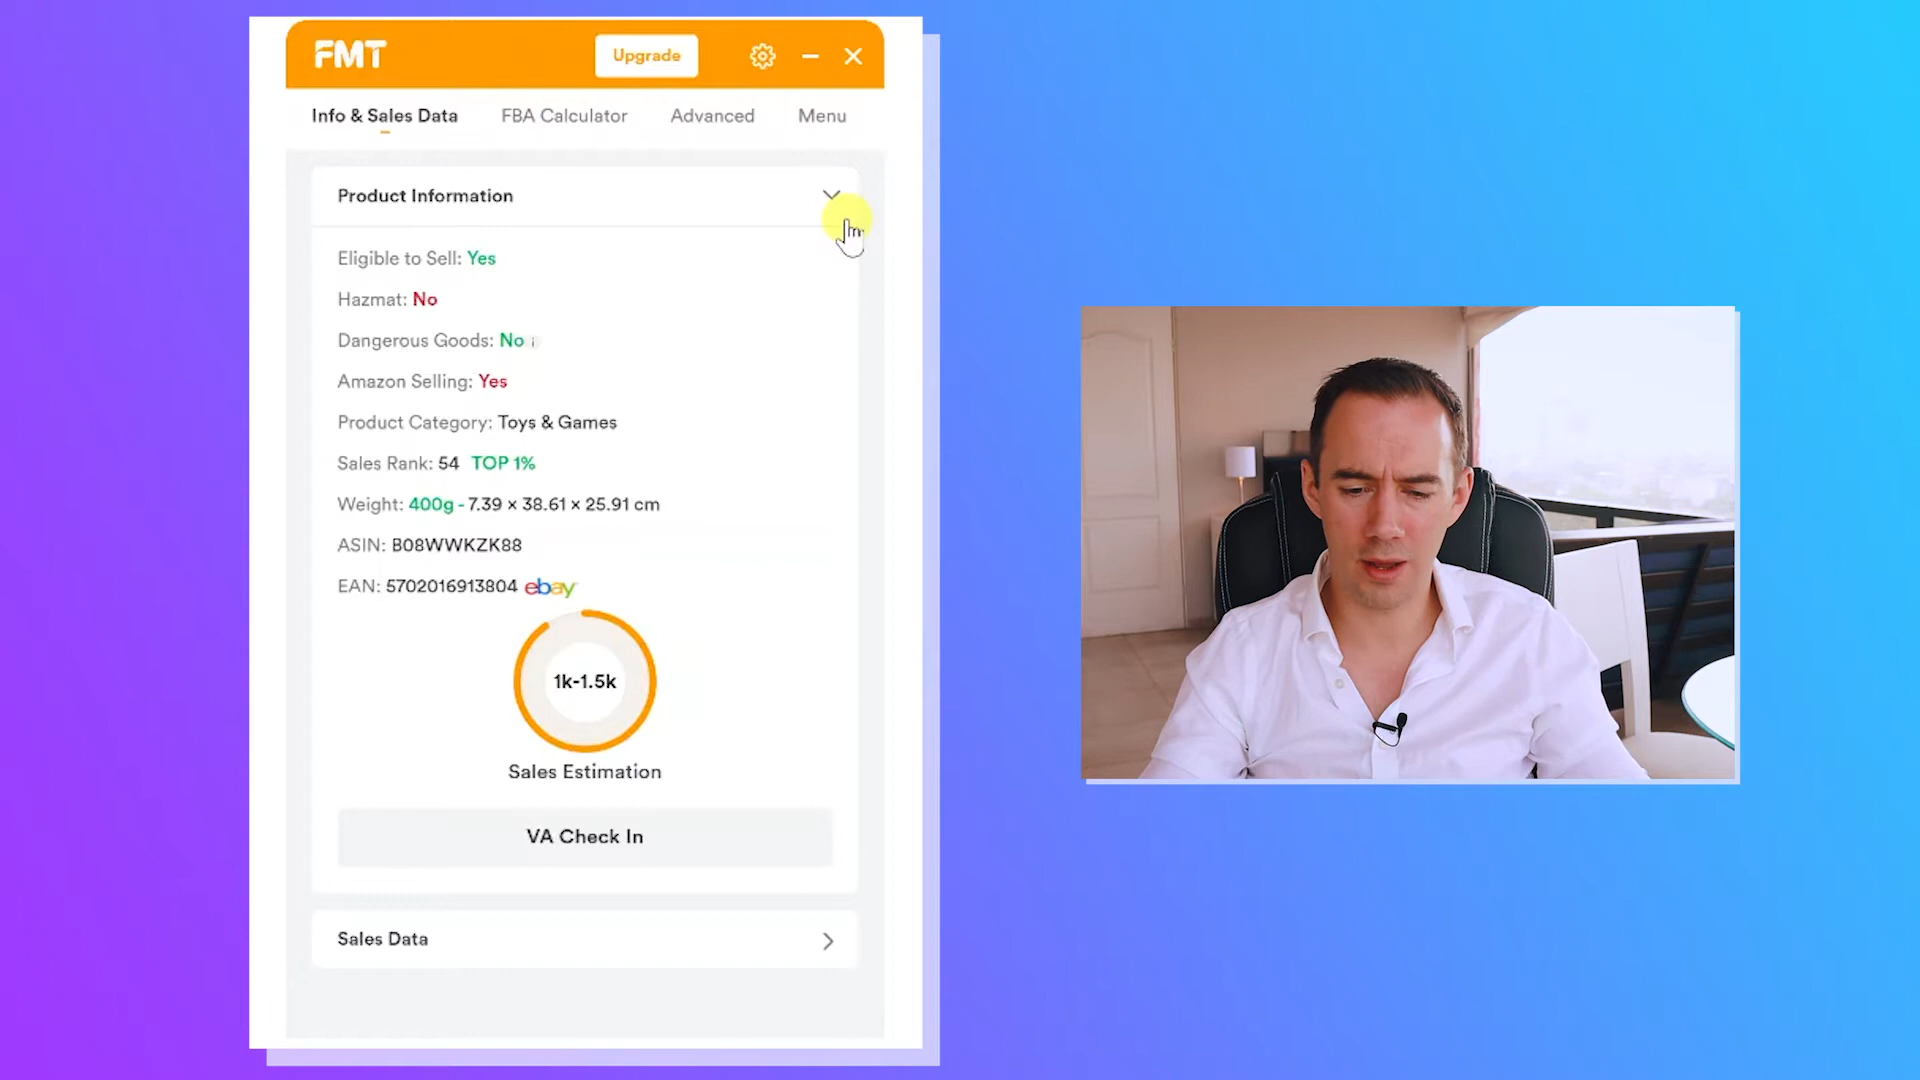 FMT
Upgrade
Info & Sales Data
FBA Calculator
Advanced
Menu
Product Information
Eligible to Sell: Yes
Hazmat: No
Dangerous Goods: No i
Amazon Selling: Yes
Product Category: Toys & Games
Sales Rank: 54 TOP 1%
Weight: 400g - 7.39 × 38.61 × 25.91 cm
ASIN: B08WWKZK88
EAN: 5702016913804 ebay
1k-1.5k
Sales Estimation
VA Check In
Sales Data